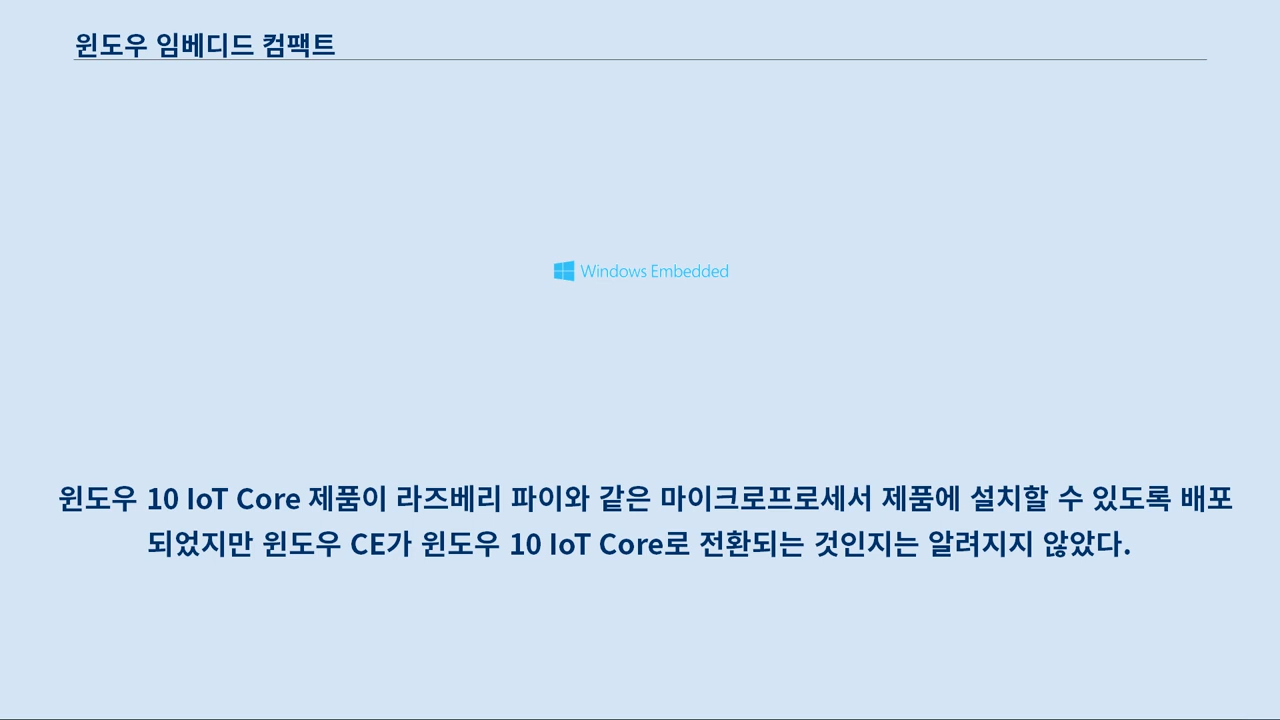 윈도우 임베디드 컴팩트
Windows Embedded
윈도우 10 IoT Core 제품이 라즈베리 파이와 같은 마이크로프로세서 제품에 설치할 수 있도록 배포
되었지만 윈도우 CE가 윈도우 10 IoT Core로 전환되는 것인지는 알려지지 않았다.